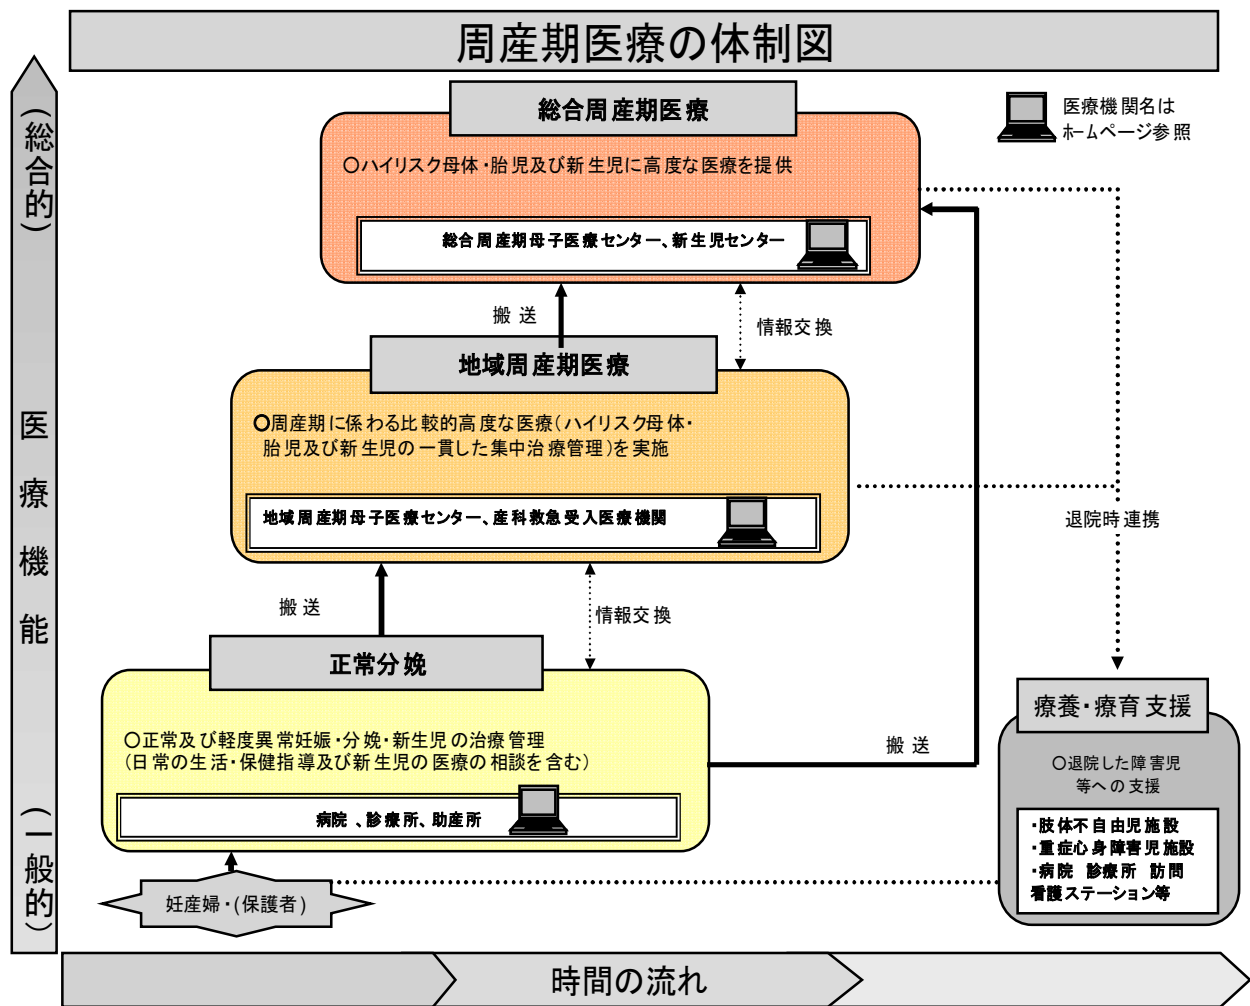 周産期医療の体制図
医療機関名は
ホームページ参照
(総合的)
医療機能
(一般的)
総合周産期医療
○ハイリスク母体・胎児及び新生児に高度な医療を提供
総合周産期母子医療センター、新生児センター
搬送
情報交換
地域周産期医療
○周産期に係わる比較的高度な医療(ハイリスク母体・
胎児及び新生児の一貫した集中治療管理)を実施
地域周産期母子医療センター、産科救急受入医療機関
退院時連携
搬送
情報交換
正常分娩
○正常及び軽度異常妊娠・分娩・新生児の治療管理
(日常の生活・保健指導及び新生児の医療の相談を含む)
病院、診療所、助産所
搬送
療養・療育支援
○退院した障害児
等への支援
・肢体不自由児施設
・重症心身障害児施設
・病院 診療所 訪問
看護ステーション等
妊産婦・(保護者)
時間の流れ